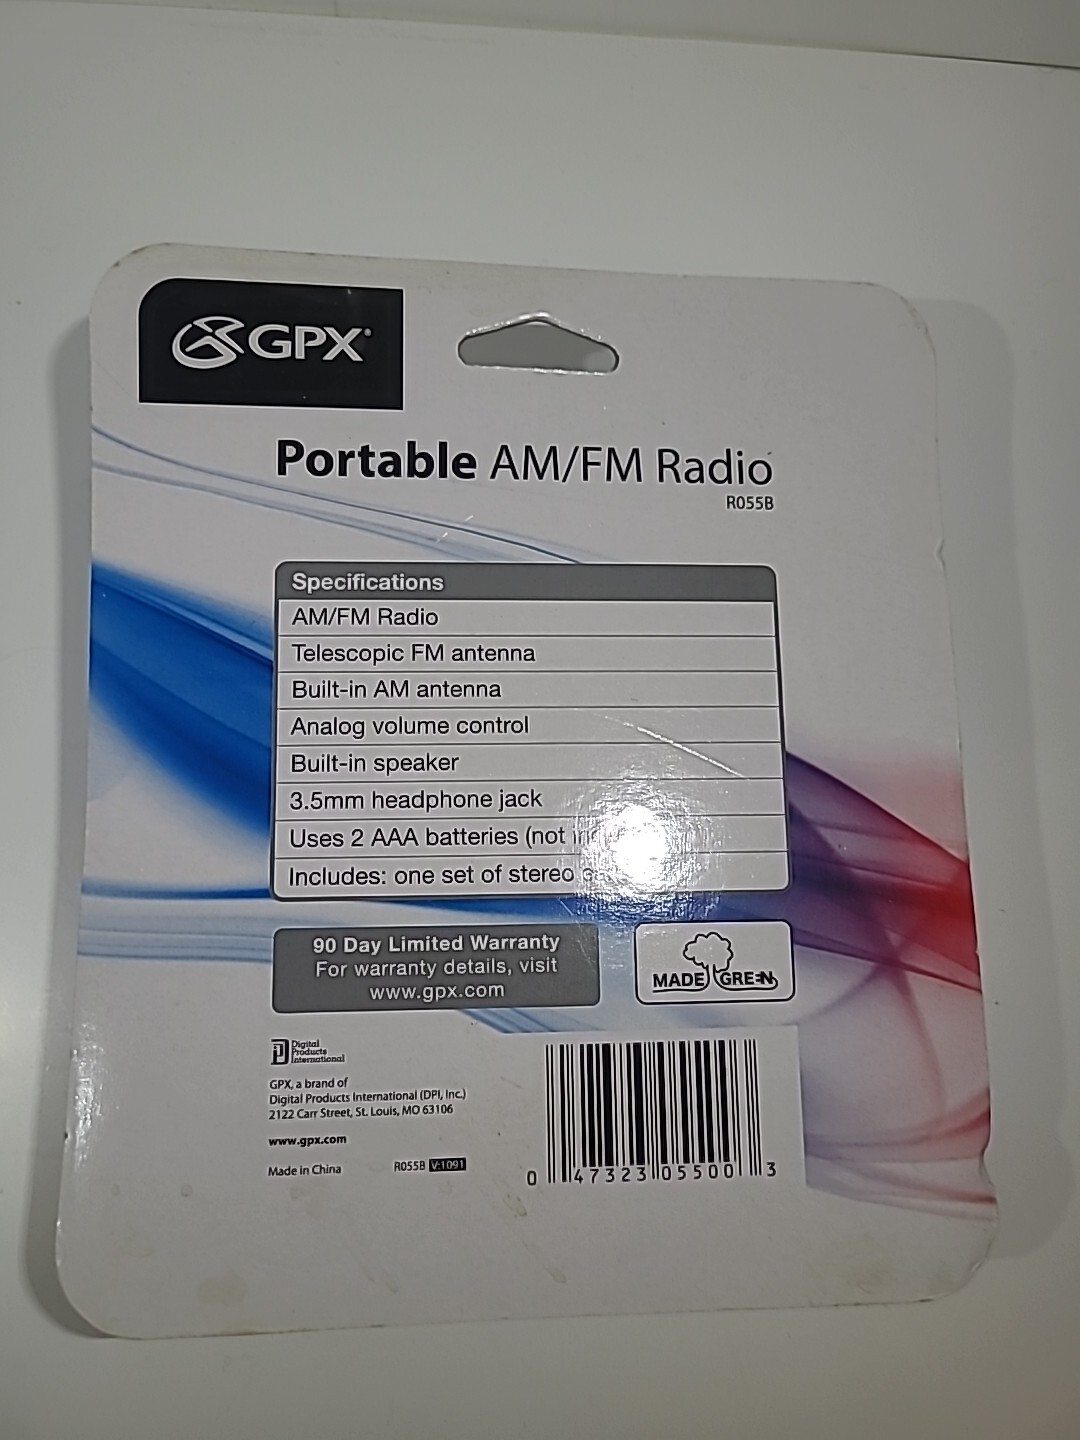 GPX®
Portable AM/FM Radio
R055B
Specifications
AM/FM Radio
Telescopic FM antenna
Built-in AM antenna
Analog volume control
Built-in speaker
3.5mm headphone jack
Uses 2 AAA batteries (not
Includes: one set of stereo
90 Day Limited Warranty
For warranty details, visit
www.gpx.com
MADE GREEN
Digital
Products
International
GPX, a brand of
Digital Products International (DPI, Inc.)
2122 Carr Street, St. Louis, MO 63106
www.gpx.com
Made in China
R055B V-1091
0 47323 05500 3